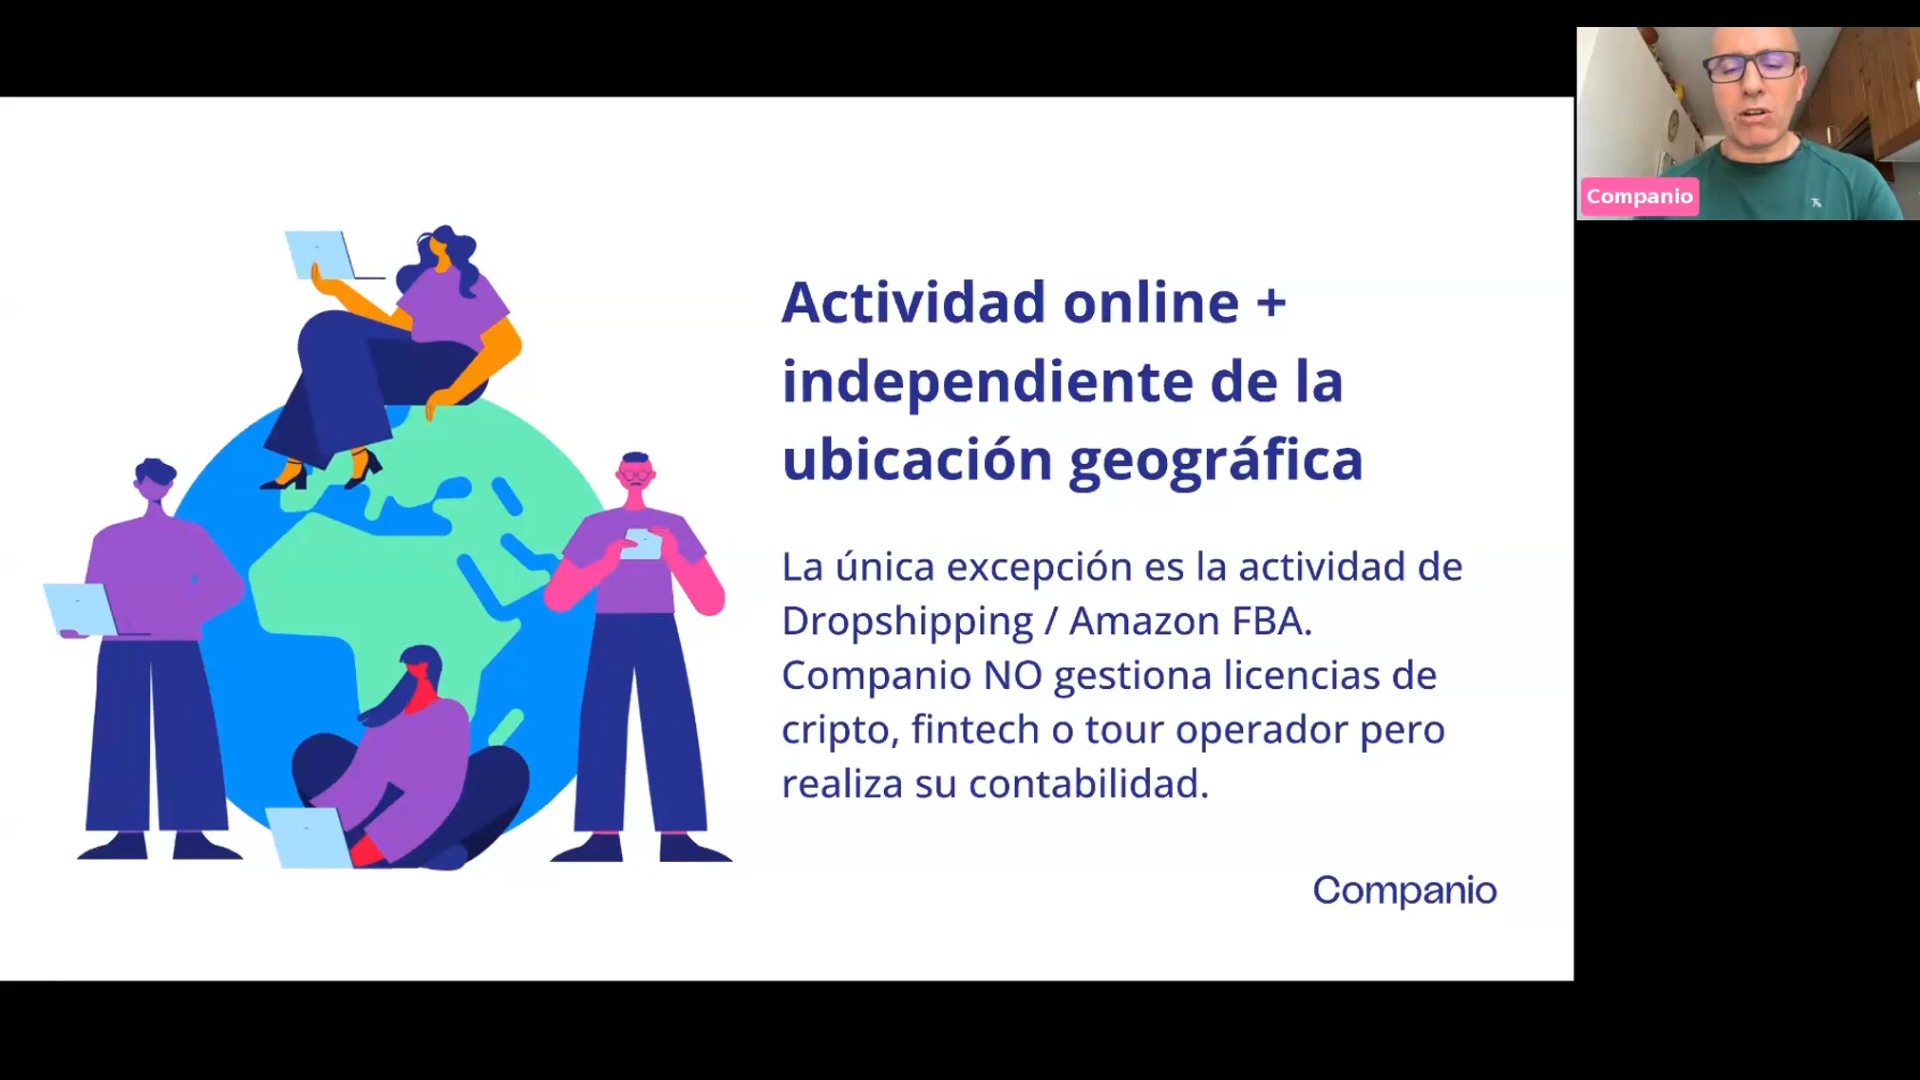 Companio
Actividad online +
independiente de la
ubicación geográfica
La única excepción es la actividad de
Dropshipping / Amazon FBA.
Companio NO gestiona licencias de
cripto, fintech o tour operador pero
realiza su contabilidad.
Companio